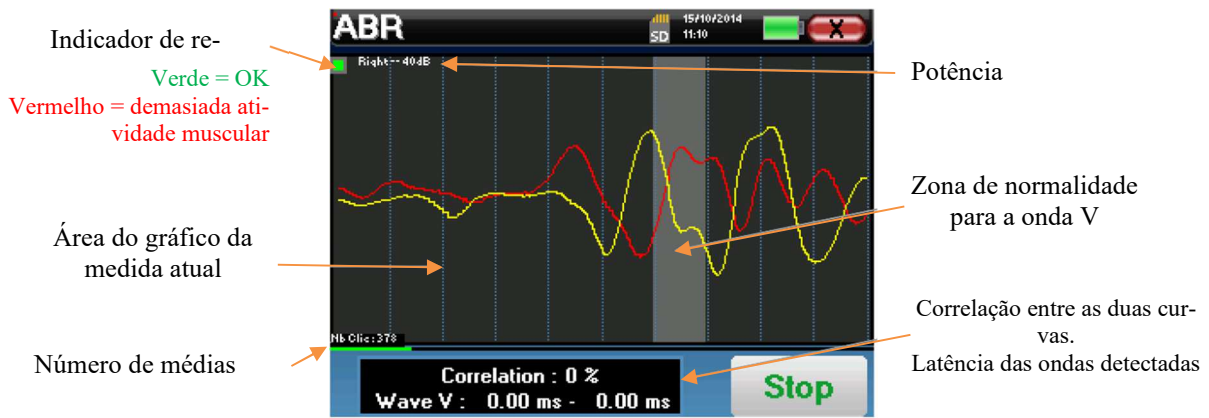 Indicador de re-
Verde = OK
Vermelho = demasiada ati-
vidade muscular
Área do gráfico da
medida atual
Número de médias
ABR
SD
15/10/2014
11:10
X
Right -- 40dB
Nb Clic : 378
Correlation : 0 %
Wave V : 0.00 ms - 0.00 ms
Stop
Potência
Zona de normalidade
para a onda V
Correlação entre as duas cur-
vas.
Latência das ondas detectadas